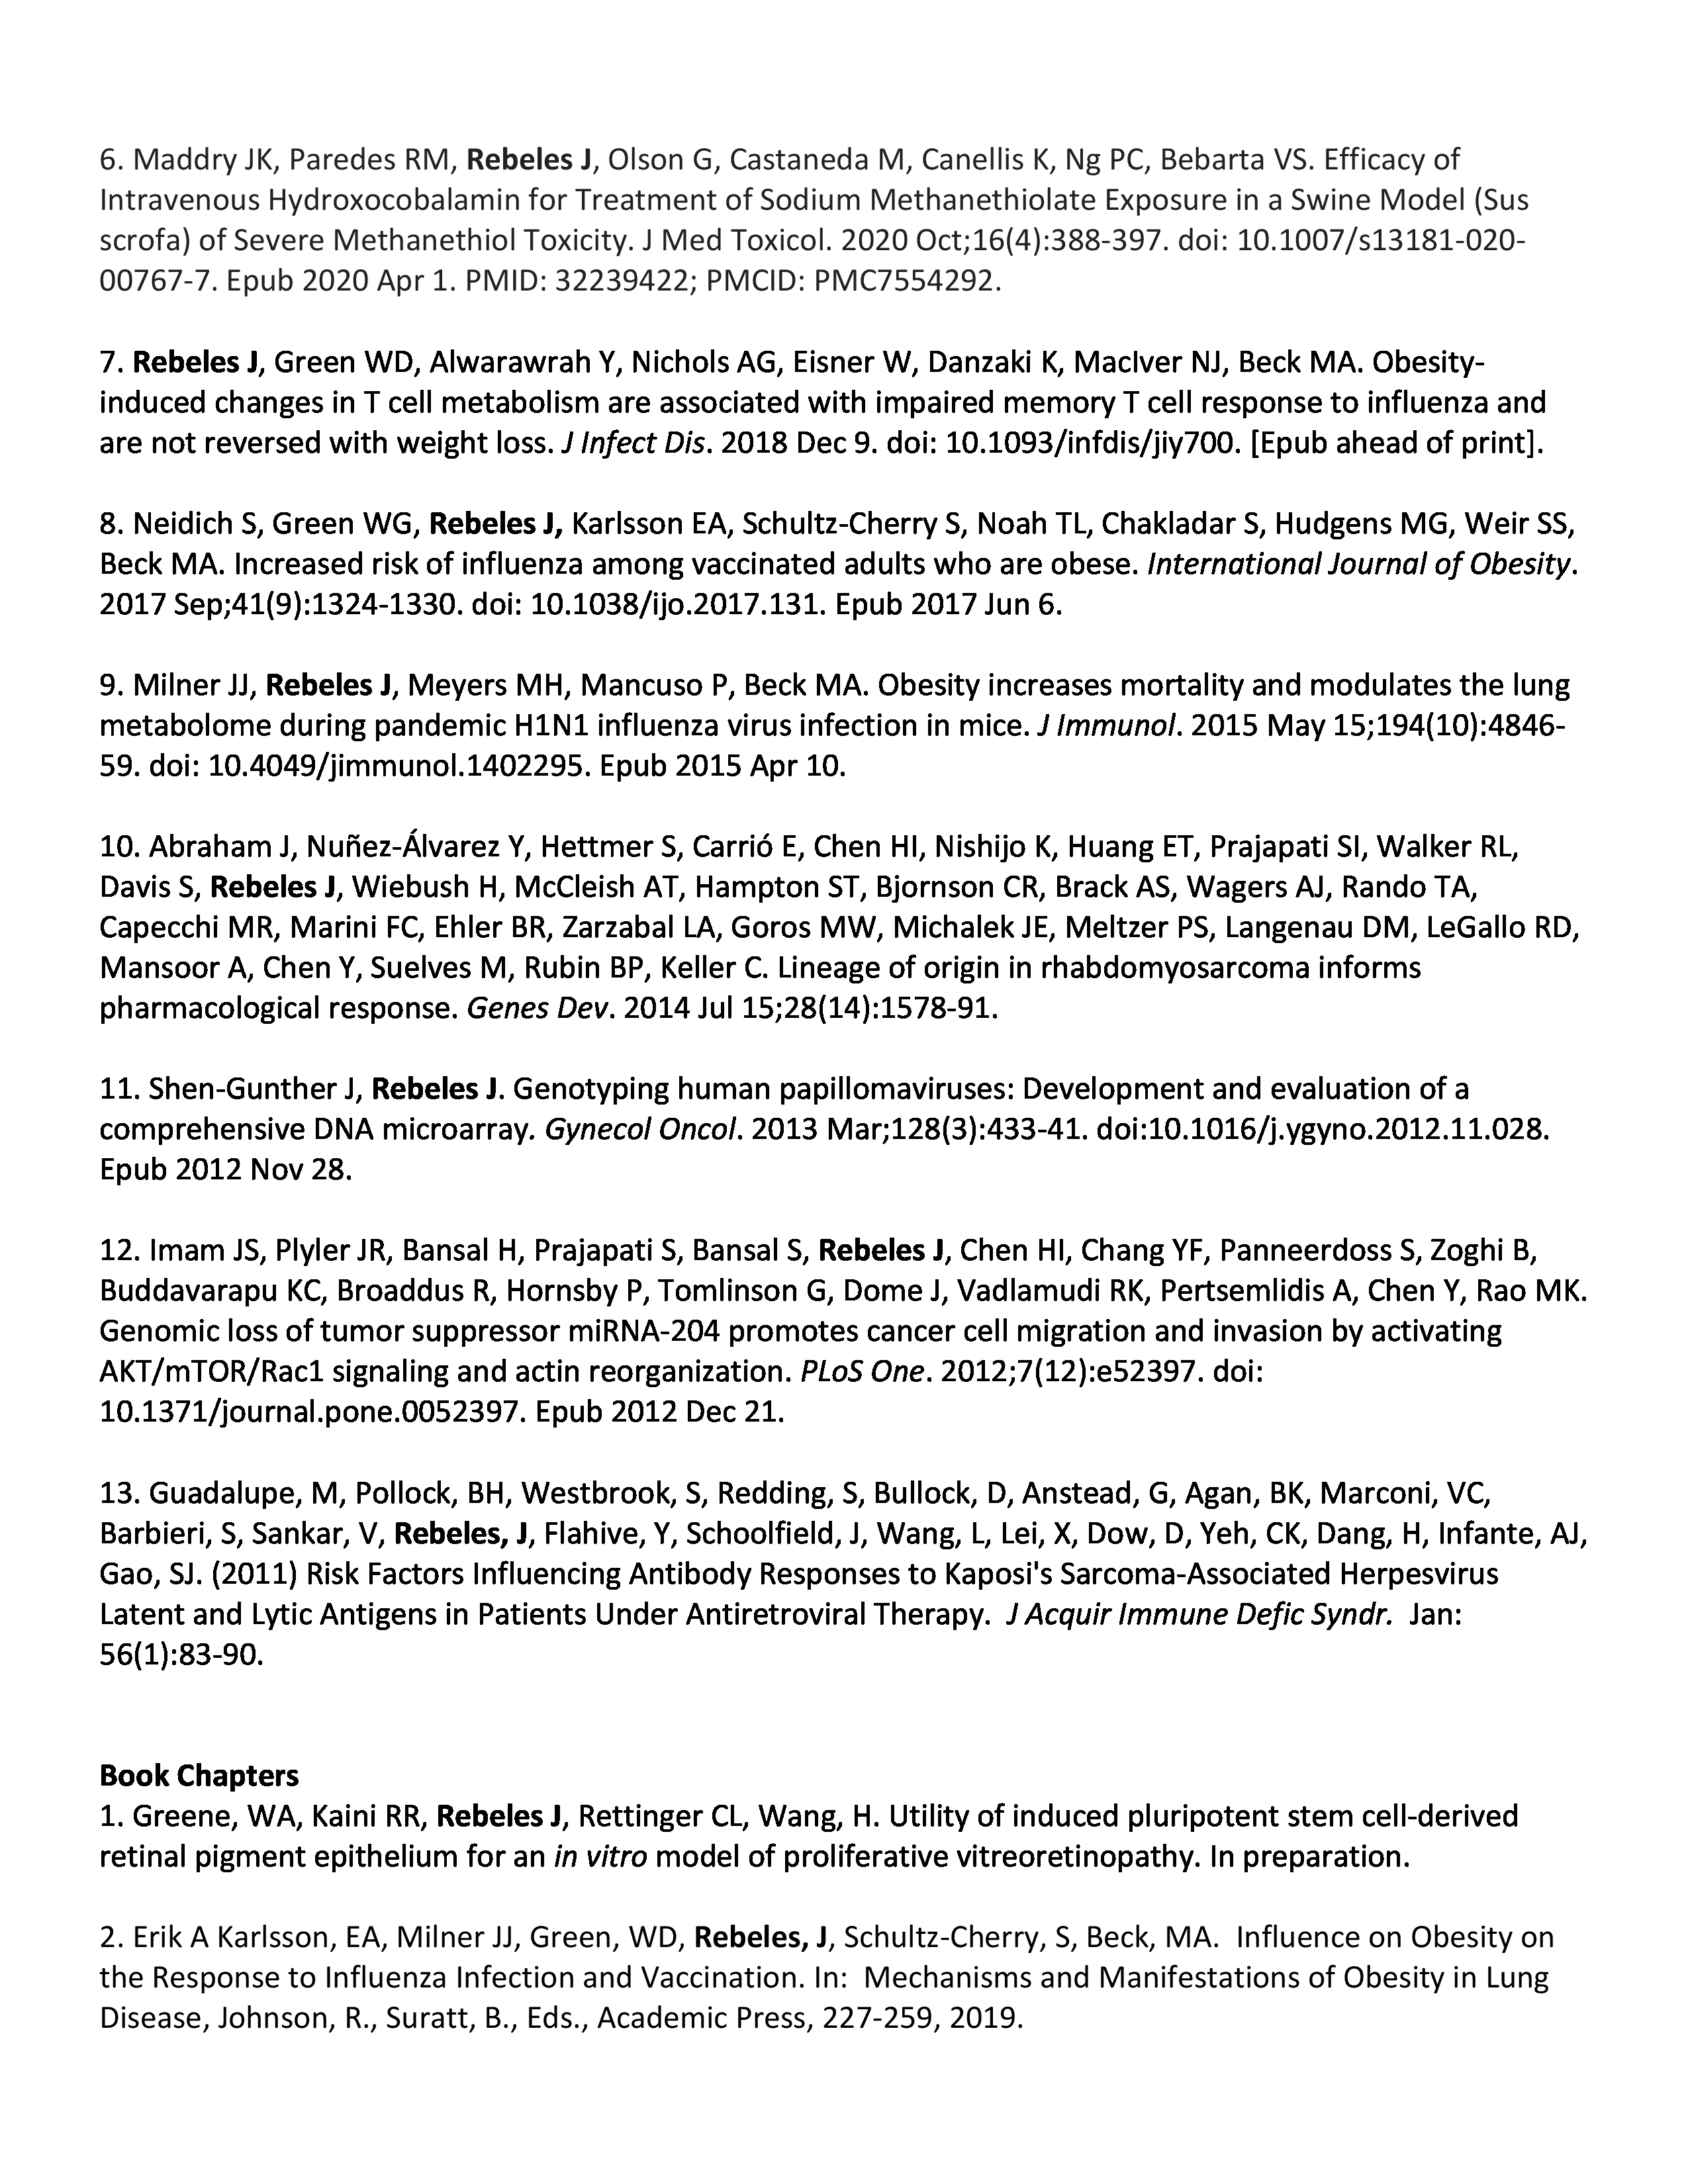 6. Maddry JK, Paredes RM, Rebeles J, Olson G, Castaneda M, Canellis K, Ng PC, Bebarta VS. Efficacy of
Intravenous Hydroxocobalamin for Treatment of Sodium Methanethiolate Exposure in a Swine Model (Sus
scrofa) of Severe Methanethiol Toxicity. J Med Toxicol. 2020 Oct;16(4):388-397. doi: 10.1007/s13181-020-
00767-7. Epub 2020 Apr 1. PMID: 32239422; PMCID: PMC7554292.
7. Rebeles J, Green WD, Alwarawrah Y, Nichols AG, Eisner W, Danzaki K, MacIver NJ, Beck MA. Obesity-
induced changes in T cell metabolism are associated with impaired memory T cell response to influenza and
are not reversed with weight loss. J Infect Dis. 2018 Dec 9. doi: 10.1093/infdis/jiy700. [Epub ahead of print].
8. Neidich S, Green WG, Rebeles J, Karlsson EA, Schultz-Cherry S, Noah TL, Chakladar S, Hudgens MG, Weir SS,
Beck MA. Increased risk of influenza among vaccinated adults who are obese. International Journal of Obesity.
2017 Sep;41(9):1324-1330. doi: 10.1038/ijo.2017.131. Epub 2017 Jun 6.
9. Milner JJ, Rebeles J, Meyers MH, Mancuso P, Beck MA. Obesity increases mortality and modulates the lung
metabolome during pandemic H1N1 influenza virus infection in mice. J Immunol. 2015 May 15;194(10):4846-
59. doi: 10.4049/jimmunol.1402295. Epub 2015 Apr 10.
10. Abraham J, Nuñez-Álvarez Y, Hettmer S, Carrió E, Chen HI, Nishijo K, Huang ET, Prajapati SI, Walker RL,
Davis S, Rebeles J, Wiebush H, McCleish AT, Hampton ST, Bjornson CR, Brack AS, Wagers AJ, Rando TA,
Capecchi MR, Marini FC, Ehler BR, Zarzabal LA, Goros MW, Michalek JE, Meltzer PS, Langenau DM, LeGallo RD,
Mansoor A, Chen Y, Suelves M, Rubin BP, Keller C. Lineage of origin in rhabdomyosarcoma informs
pharmacological response. Genes Dev. 2014 Jul 15;28(14):1578-91.
11. Shen-Gunther J, Rebeles J. Genotyping human papillomaviruses: Development and evaluation of a
comprehensive DNA microarray. Gynecol Oncol. 2013 Mar;128(3):433-41. doi:10.1016/j.ygyno.2012.11.028.
Epub 2012 Nov 28.
12. Imam JS, Plyler JR, Bansal H, Prajapati S, Bansal S, Rebeles J, Chen HI, Chang YF, Panneerdoss S, Zoghi B,
Buddavarapu KC, Broaddus R, Hornsby P, Tomlinson G, Dome J, Vadlamudi RK, Pertsemlidis A, Chen Y, Rao MK.
Genomic loss of tumor suppressor miRNA-204 promotes cancer cell migration and invasion by activating
AKT/mTOR/Rac1 signaling and actin reorganization. PLoS One. 2012;7(12):e52397. doi:
10.1371/journal.pone.0052397. Epub 2012 Dec 21.
13. Guadalupe, M, Pollock, BH, Westbrook, S, Redding, S, Bullock, D, Anstead, G, Agan, BK, Marconi, VC,
Barbieri, S, Sankar, V, Rebeles, J, Flahive, Y, Schoolfield, J, Wang, L, Lei, X, Dow, D, Yeh, CK, Dang, H, Infante, AJ,
Gao, SJ. (2011) Risk Factors Influencing Antibody Responses to Kaposi's Sarcoma-Associated Herpesvirus
Latent and Lytic Antigens in Patients Under Antiretroviral Therapy. J Acquir Immune Defic Syndr. Jan:
56(1):83-90.
Book Chapters
1. Greene, WA, Kaini RR, Rebeles J, Rettinger CL, Wang, H. Utility of induced pluripotent stem cell-derived
retinal pigment epithelium for an in vitro model of proliferative vitreoretinopathy. In preparation.
2. Erik A Karlsson, EA, Milner JJ, Green, WD, Rebeles, J, Schultz-Cherry, S, Beck, MA. Influence on Obesity on
the Response to Influenza Infection and Vaccination. In: Mechanisms and Manifestations of Obesity in Lung
Disease, Johnson, R., Suratt, B., Eds., Academic Press, 227-259, 2019.